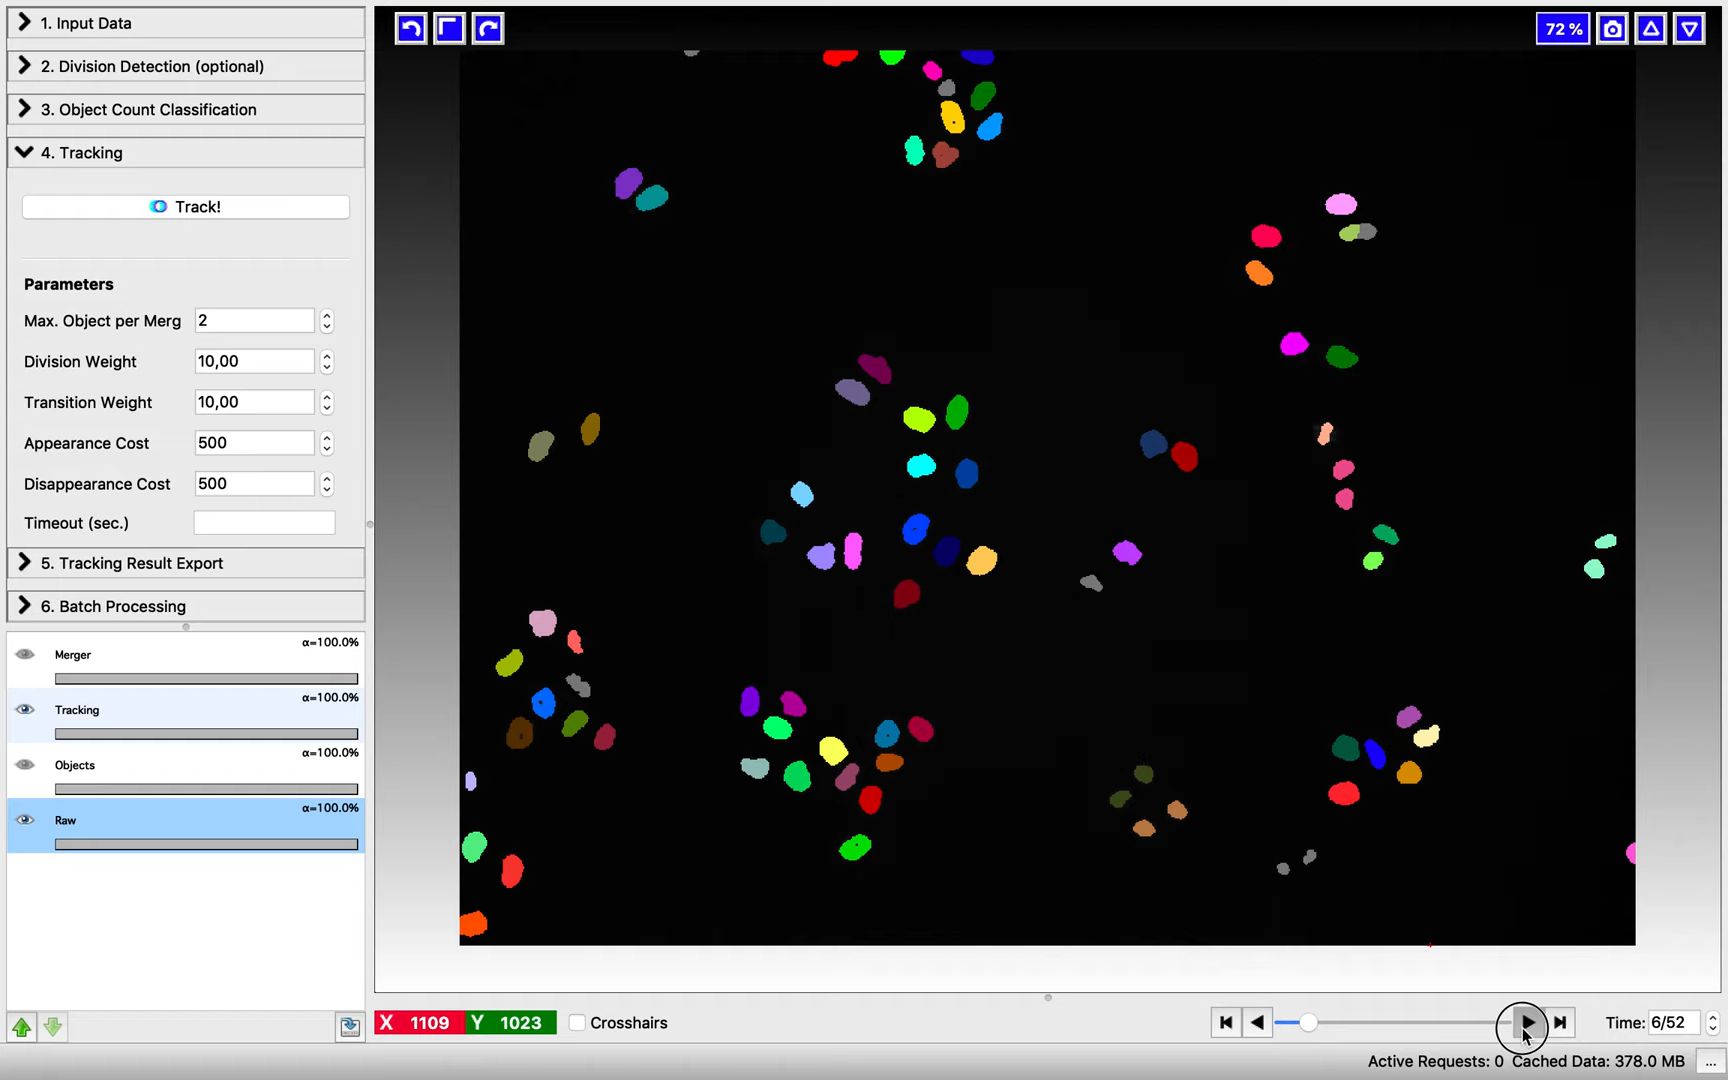 1. Input Data
2. Division Detection (optional)
3. Object Count Classification
4. Tracking
Track!
Parameters
Max. Object per Merg 2
Division Weight 10,00
Transition Weight 10,00
Appearance Cost 500
Disappearance Cost 500
Timeout (sec.)
5. Tracking Result Export
6. Batch Processing
α=100.0%
Merger
α=100.0%
Tracking
α=100.0%
Objects
α=100.0%
Raw
72 %
X 1109 Y 1023 Crosshairs
Time: 6/52
Active Requests: 0 Cached Data: 378.0 MB ...